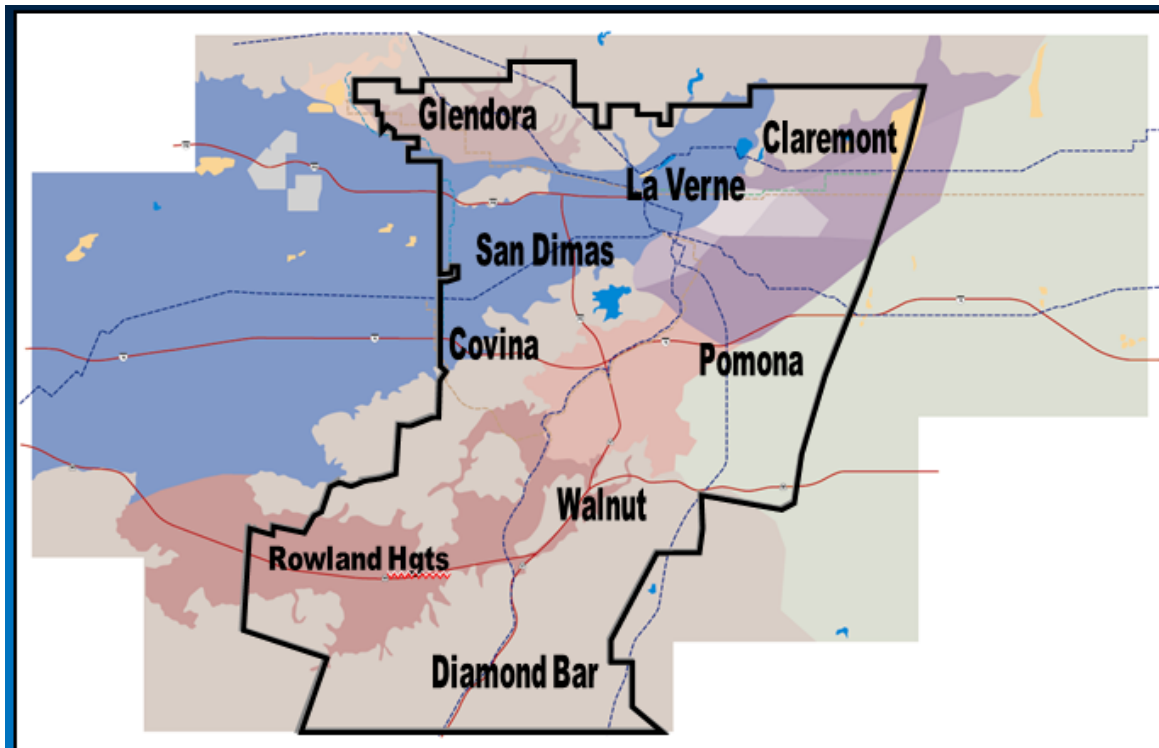 Glendora
Claremont
La Verne
San Dimas
Covina
Pomona
Walnut
Rowland Hgts
Diamond Bar